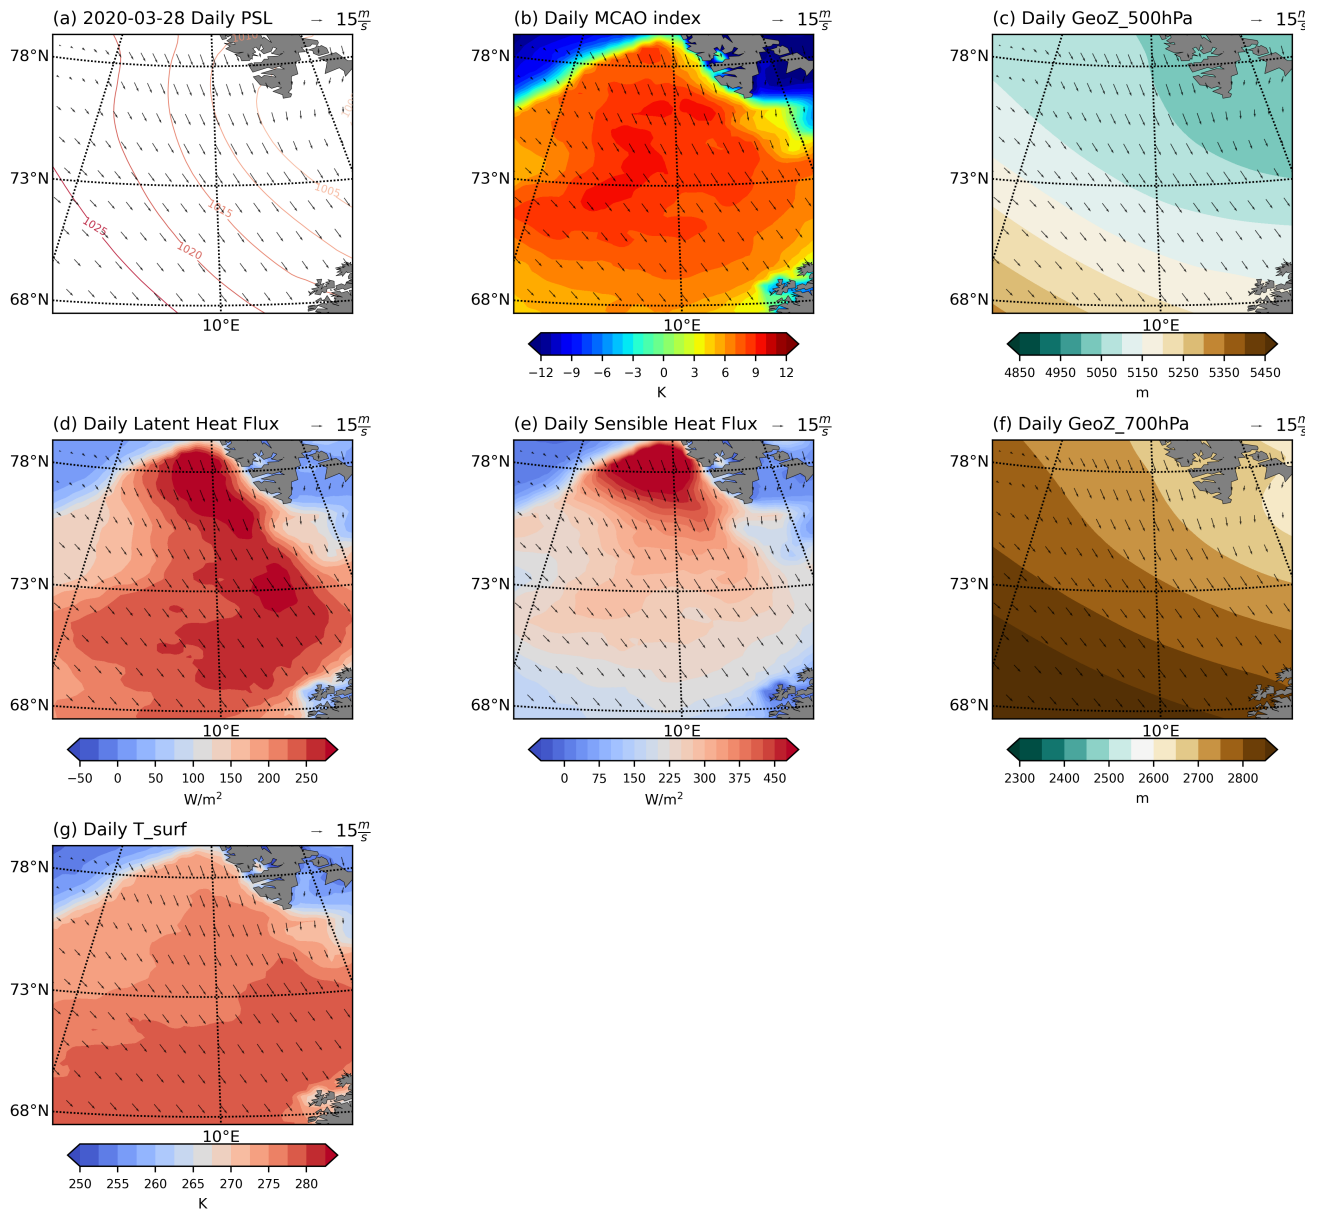 (a) 2020-03-28 Daily PSL → 15 m/s
(b) Daily MCAO index → 15 m/s
(c) Daily GeoZ_500hPa → 15
78°N 73°N 68°N 10°E
1010 1005 1015 1020 1025
78°N 73°N 68°N 10°E
78°N 73°N 68°N 10°E
−12 −9 −6 −3 0 3 6 9 12
K
4850 4950 5050 5150 5250 5350 5450
m
(d) Daily Latent Heat Flux → 15 m/s
(e) Daily Sensible Heat Flux → 15 m/s
(f) Daily GeoZ_700hPa → 15
78°N 73°N 68°N 10°E
78°N 73°N 68°N 10°E
78°N 73°N 68°N 10°E
−50 0 50 100 150 200 250
W/m²
0 75 150 225 300 375 450
W/m²
2300 2400 2500 2600 2700 2800
m
(g) Daily T_surf → 15 m/s
78°N 73°N 68°N 10°E
250 255 260 265 270 275 280
K